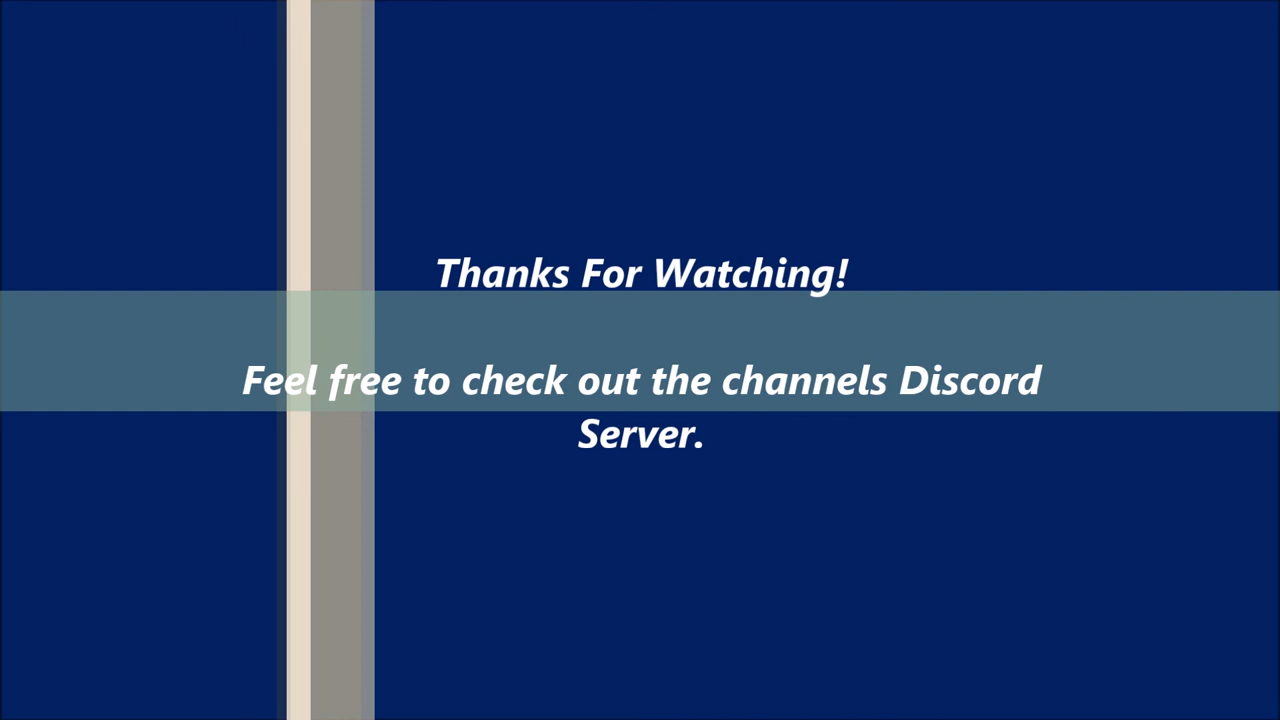 Thanks For Watching!
Feel free to check out the channels Discord
Server.